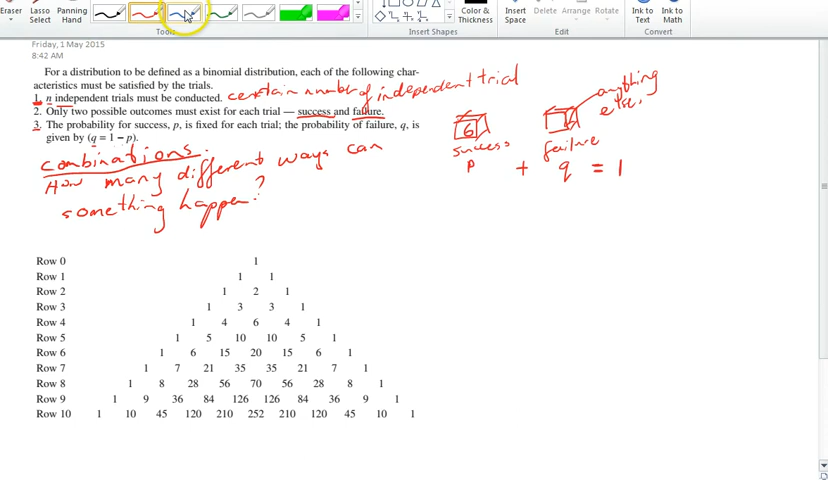 Eraser Lasso Select Panning Hand
Tools
Color & Thickness
Insert Shapes
Insert Space
Delete Arrange Rotate
Edit
Ink to Text Ink to Math
Convert
Friday, 1 May 2015
8:42 AM
For a distribution to be defined as a binomial distribution, each of the following char-
acteristics must be satisfied by the trials.
1. n independent trials must be conducted. certain number of independent trial
2. Only two possible outcomes must exist for each trial — success and failure.
3. The probability for success, p, is fixed for each trial; the probability of failure, q, is
given by (q = 1 − p).
anything
else.
6
success
failure
p + q = 1
combinations.
How many different ways can
something happen?
Row 0 1
Row 1 1 1
Row 2 1 2 1
Row 3 1 3 3 1
Row 4 1 4 6 4 1
Row 5 1 5 10 10 5 1
Row 6 1 6 15 20 15 6 1
Row 7 1 7 21 35 35 21 7 1
Row 8 1 8 28 56 70 56 28 8 1
Row 9 1 9 36 84 126 126 84 36 9 1
Row 10 1 10 45 120 210 252 210 120 45 10 1